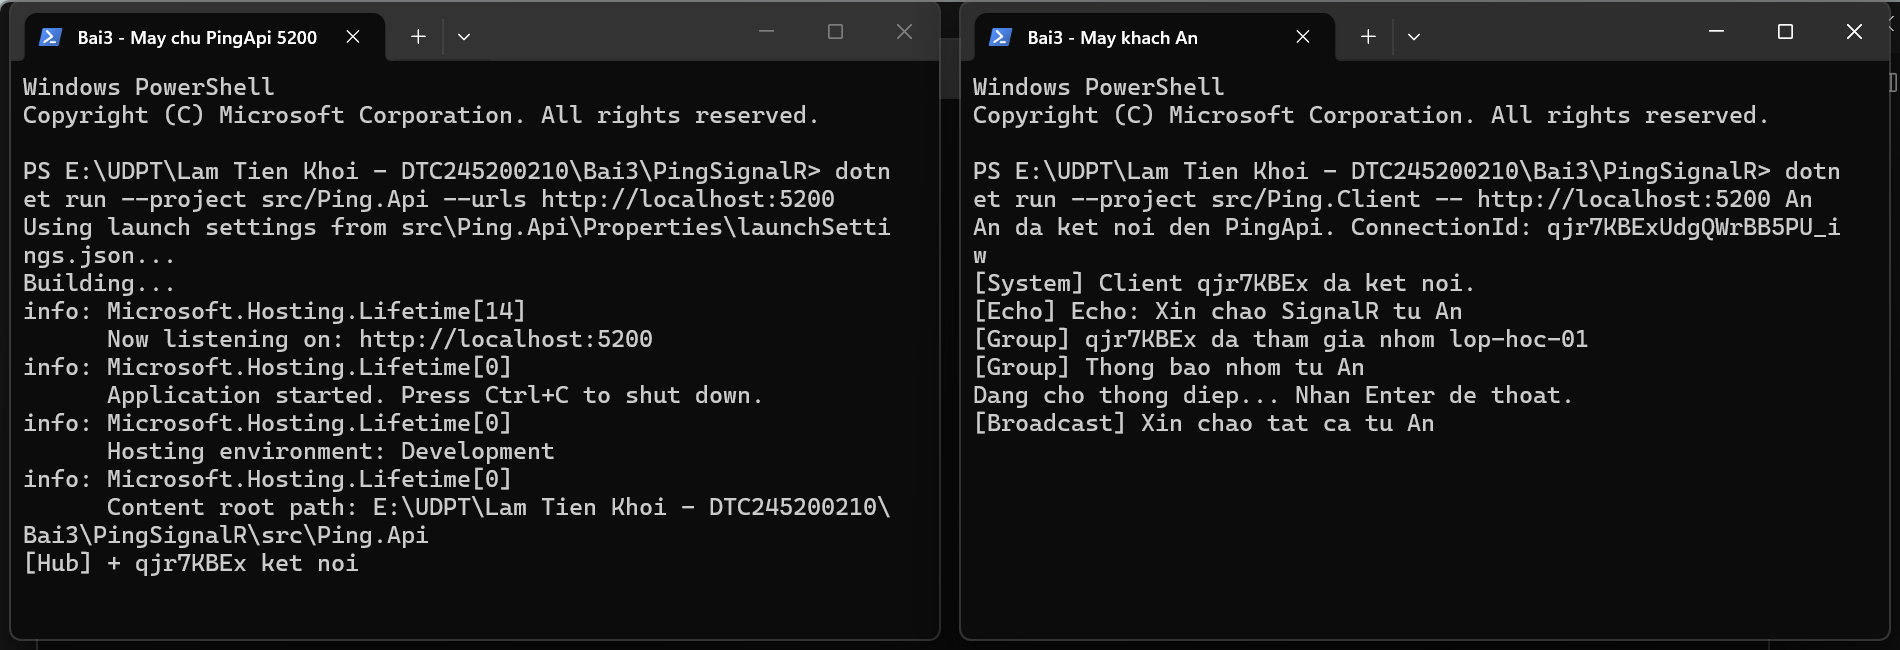 Bai3 - May chu PingApi 5200
Windows PowerShell
Copyright (C) Microsoft Corporation. All rights reserved.
PS E:\UDPT\Lam Tien Khoi - DTC245200210\Bai3\PingSignalR> dotn
et run --project src/Ping.Api --urls http://localhost:5200
Using launch settings from src\Ping.Api\Properties\launchSetti
ngs.json...
Building...
info: Microsoft.Hosting.Lifetime[14]
Now listening on: http://localhost:5200
info: Microsoft.Hosting.Lifetime[0]
Application started. Press Ctrl+C to shut down.
info: Microsoft.Hosting.Lifetime[0]
Hosting environment: Development
info: Microsoft.Hosting.Lifetime[0]
Content root path: E:\UDPT\Lam Tien Khoi - DTC245200210\
Bai3\PingSignalR\src\Ping.Api
[Hub] + qjr7KBEx ket noi
Bai3 - May khach An
Windows PowerShell
Copyright (C) Microsoft Corporation. All rights reserved.
PS E:\UDPT\Lam Tien Khoi - DTC245200210\Bai3\PingSignalR> dotn
et run --project src/Ping.Client -- http://localhost:5200 An
An da ket noi den PingApi. ConnectionId: qjr7KBExUdgQWrBB5PU_i
w
[System] Client qjr7KBEx da ket noi.
[Echo] Echo: Xin chao SignalR tu An
[Group] qjr7KBEx da tham gia nhom lop-hoc-01
[Group] Thong bao nhom tu An
Dang cho thong diep... Nhan Enter de thoat.
[Broadcast] Xin chao tat ca tu An